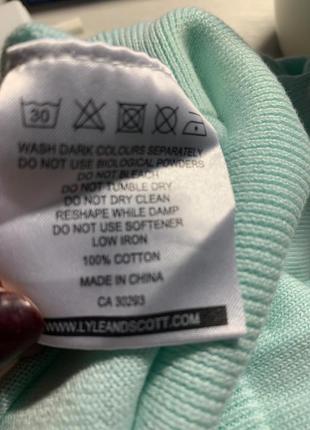 30
WASH DARK COLOURS SEPARATELY
DO NOT USE BIOLOGICAL POWDERS
DO NOT BLEACH
DO NOT TUMBLE DRY
DO NOT DRY CLEAN
RESHAPE WHILE DAMP
DO NOT USE SOFTENER
LOW IRON
100% COTTON
MADE IN CHINA
CA 30293
WWW.LYLEANDSCOTT.COM